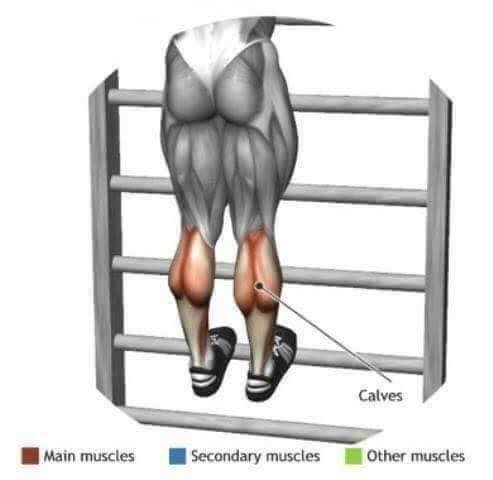 Calves
Main muscles
Secondary muscles
Other muscles